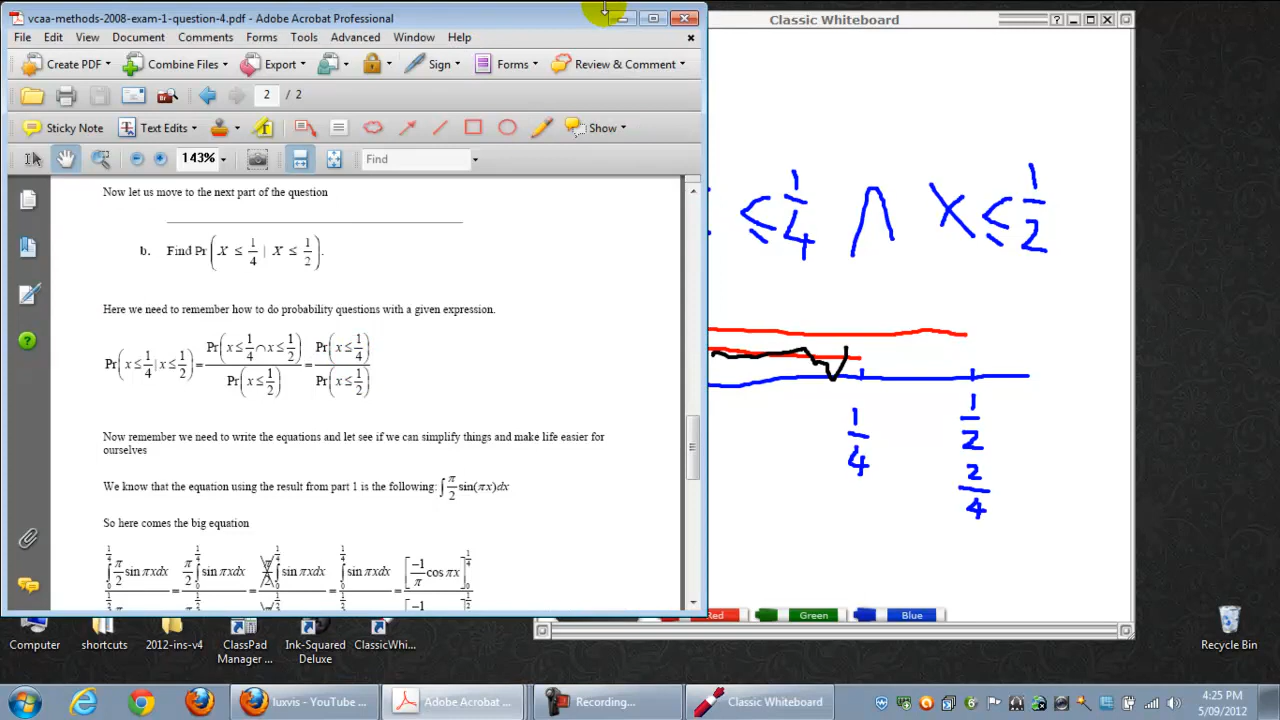 vcaa-methods-2008-exam-1-question-4.pdf - Adobe Acrobat Professional
File Edit View Document Comments Forms Tools Advanced Window Help
Create PDF Combine Files Export Sign Forms Review & Comment
2 / 2
Sticky Note Text Edits Show
143% Find
Now let us move to the next part of the question
b. Find Pr(X ≤ 1/4 | X ≤ 1/2).
Here we need to remember how to do probability questions with a given expression.
Pr(x≤1/4 | x≤1/2) = Pr(x≤1/4 ∩ x≤1/2) / Pr(x≤1/2) = Pr(x≤1/4) / Pr(x≤1/2)
Now remember we need to write the equations and let see if we can simplify things and make life easier for
ourselves
We know that the equation using the result from part 1 is the following: ∫ π/2 sin(πx)dx
So here comes the big equation
Classic Whiteboard
≤ 1/4 ∩ x ≤ 1/2
1/4
1/2
2/4
Red Green Blue
Computer
shortcuts
2012-ins-v4
ClassPad
Manager ...
Ink-Squared
Deluxe
ClassicWhi...
Recycle Bin
luxvis - YouTube ...
Adobe Acrobat ...
Recording...
Classic Whiteboard
4:25 PM
5/09/2012